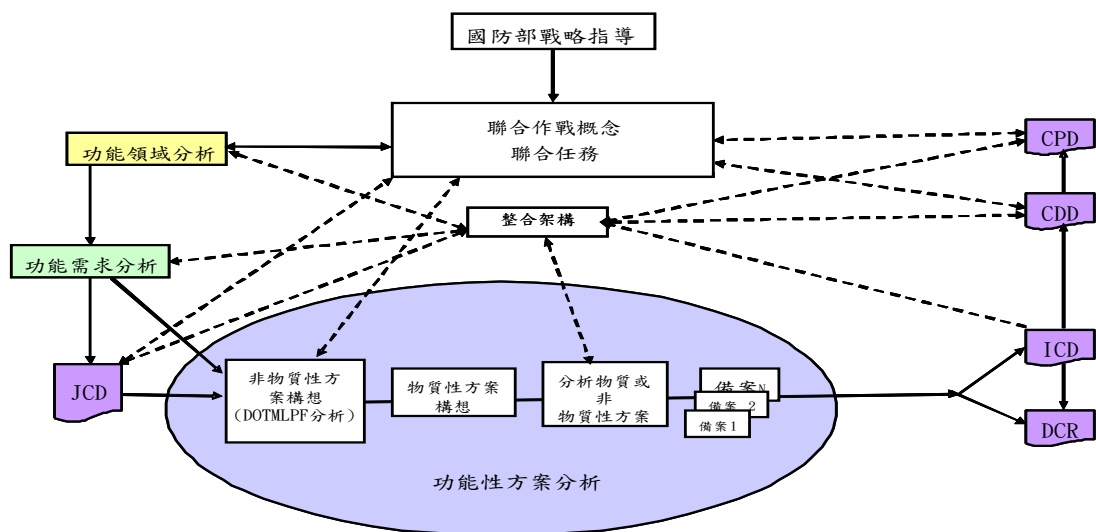 國防部戰略指導
聯合作戰概念
聯合任務
功能領域分析
CPD
整合架構
CDD
功能需求分析
JCD
非物質性方
案構想
(DOTMLPF分析)
物質性方案
構想
分析物質或
非
物質性方案
備案N
備案 2
備案1
ICD
DCR
功能性方案分析